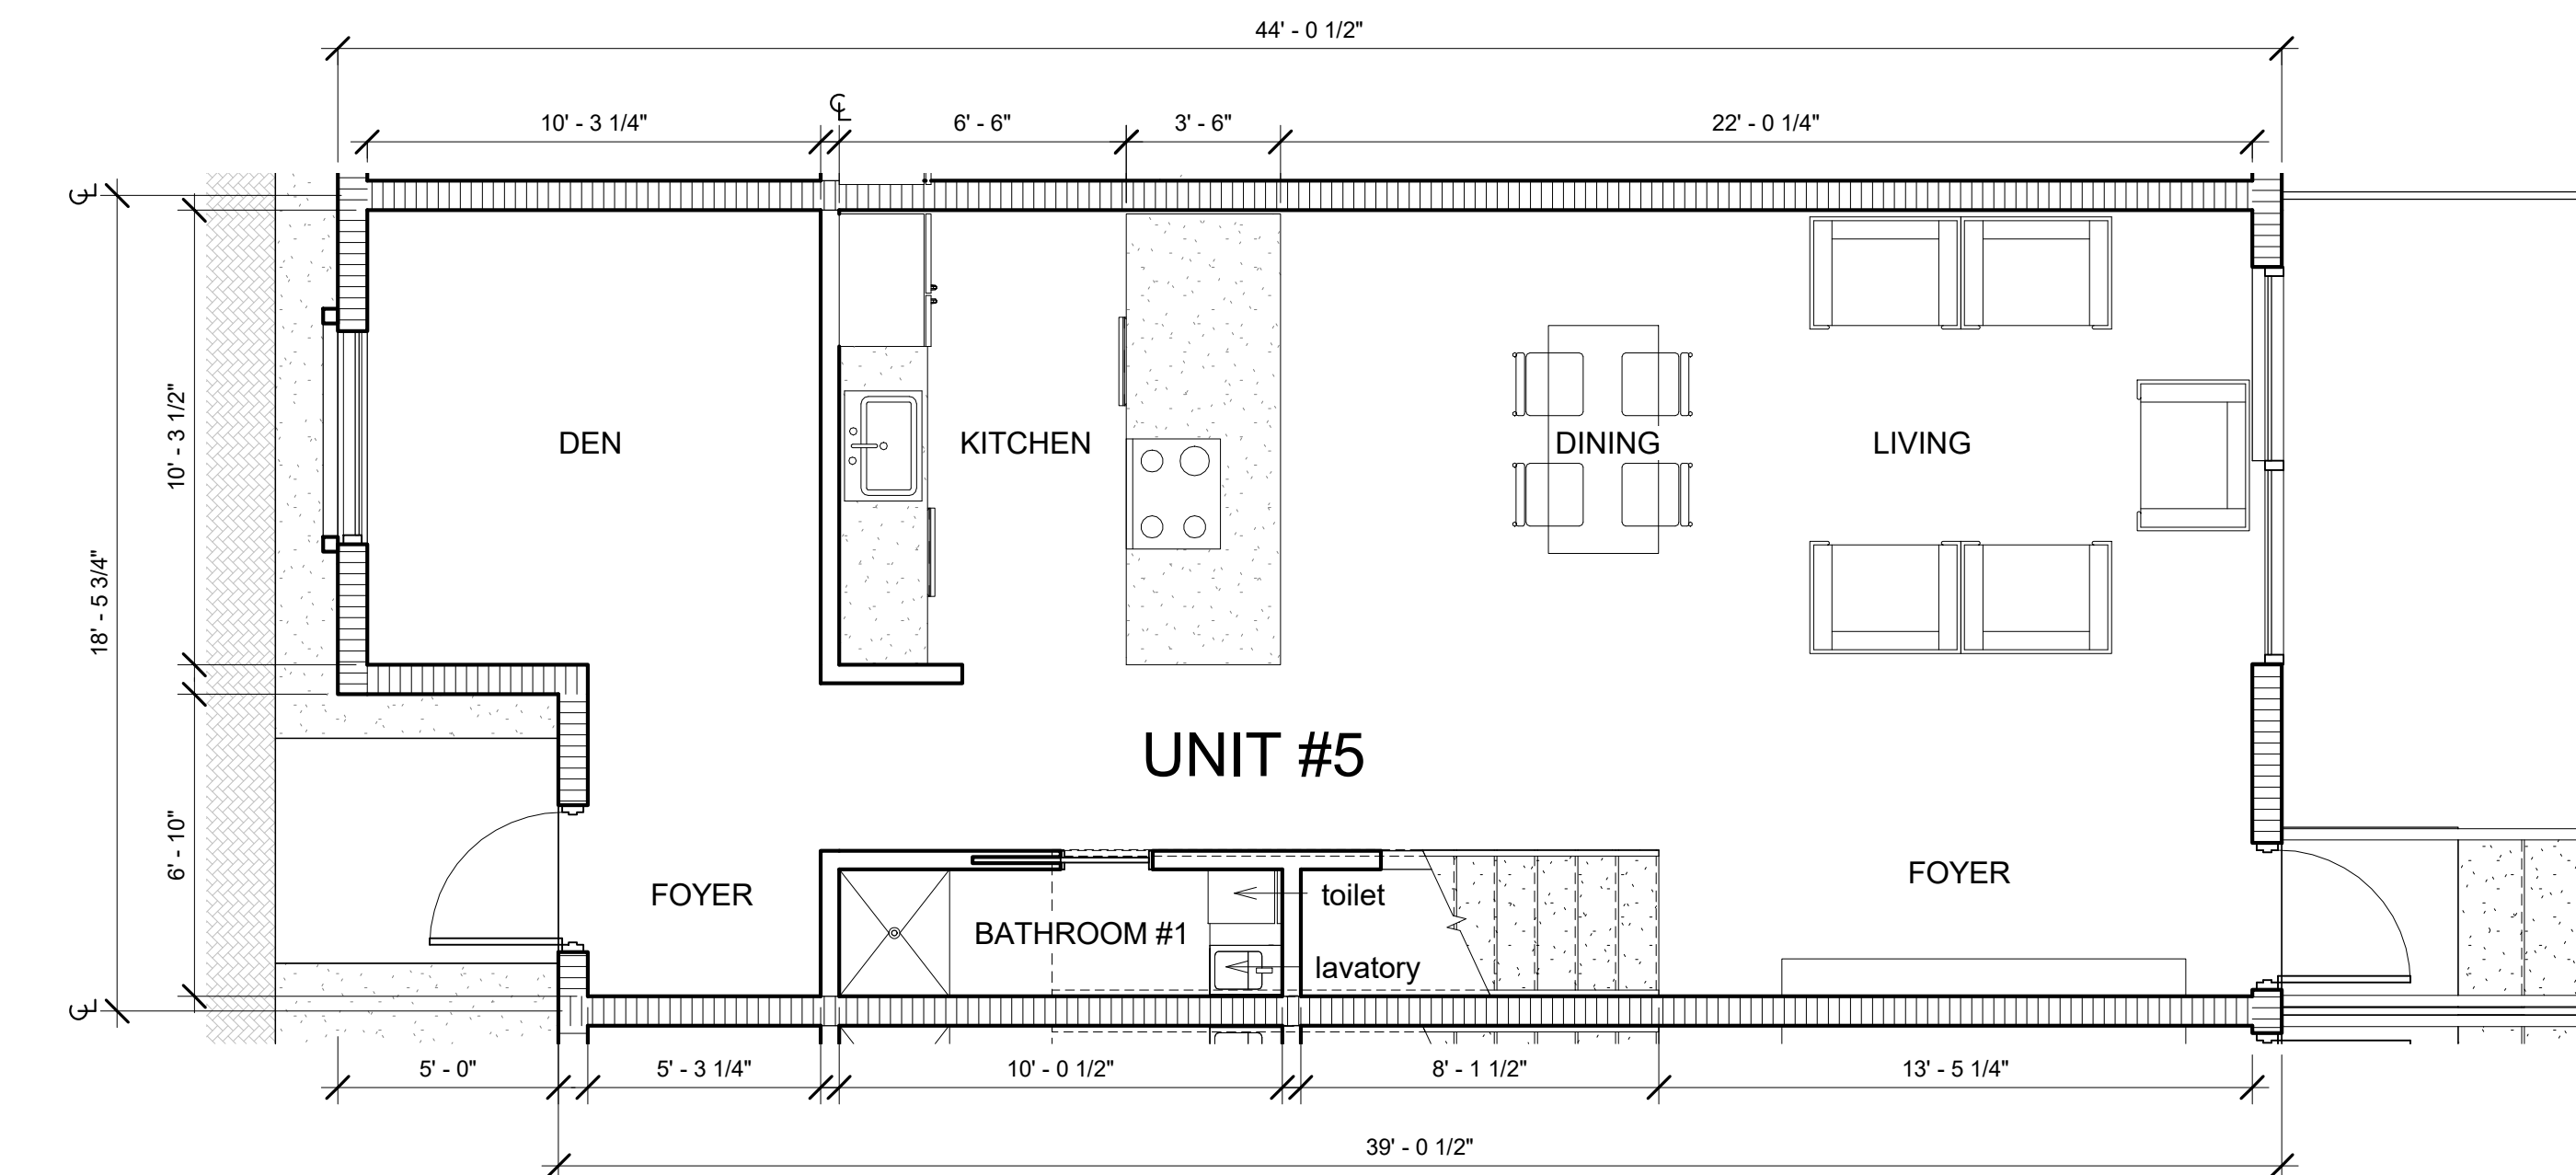 44' - 0 1/2"
℄
10' - 3 1/4"
6' - 6"
3' - 6"
22' - 0 1/4"
℄
10' - 3 1/2"
18' - 5 3/4"
DEN
KITCHEN
DINING
LIVING
UNIT #5
6' - 10"
FOYER
BATHROOM #1
toilet
lavatory
FOYER
℄
5' - 0"
5' - 3 1/4"
10' - 0 1/2"
8' - 1 1/2"
13' - 5 1/4"
39' - 0 1/2"